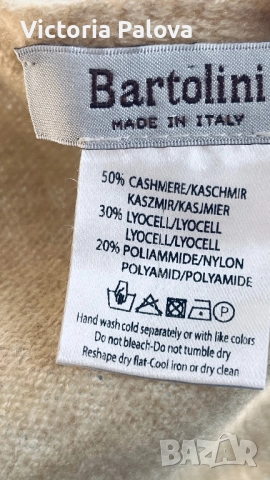 Victoria Palova
Bartolini
MADE IN ITALY
50% CASHMERE/KASCHMIR
KASZMIR/KASJMIER
30% LYOCELL/LYOCELL
LYOCELL/LYOCELL
20% POLIAMMIDE/NYLON
POLYAMID/POLYAMIDE
P
Hand wash cold separately or with like colors
Do not bleach-Do not tumble dry
Reshape dry flat-Cool iron or dry clean
bazar.bg